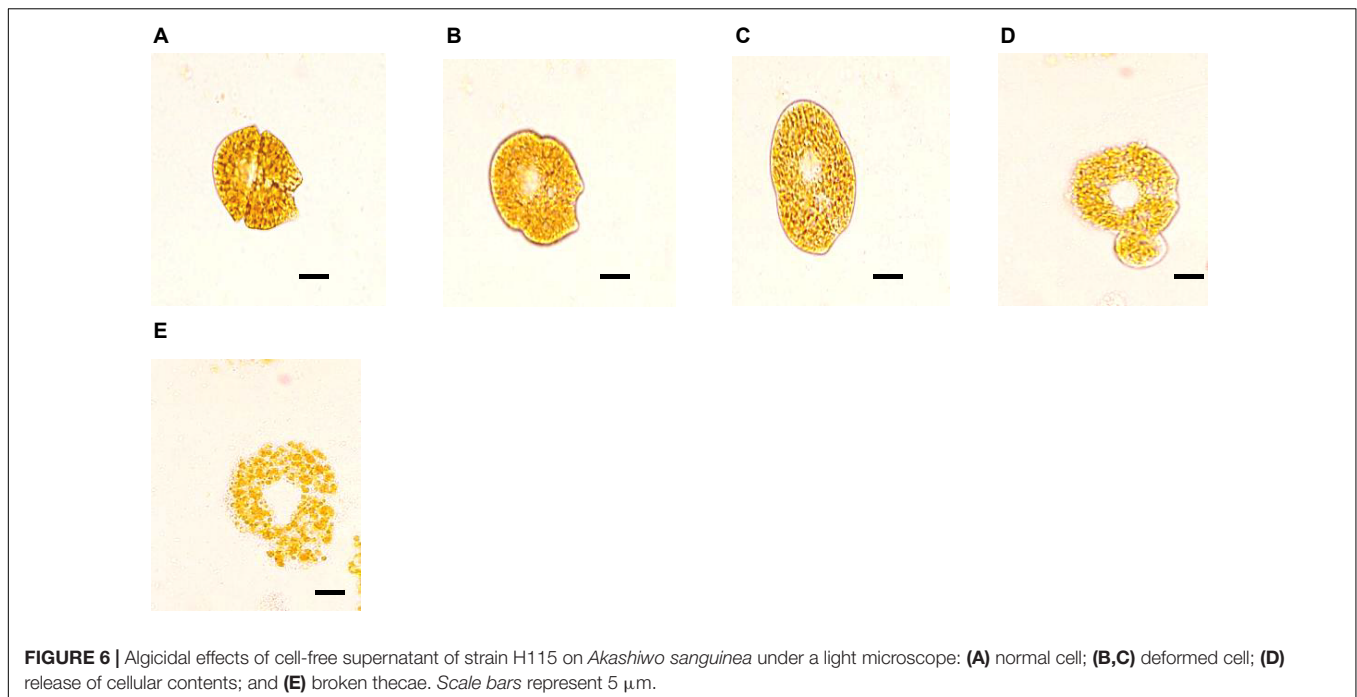 A B C D
E
FIGURE 6 | Algicidal effects of cell-free supernatant of strain H115 on Akashiwo sanguinea under a light microscope: (A) normal cell; (B,C) deformed cell; (D)
release of cellular contents; and (E) broken thecae. Scale bars represent 5 μm.